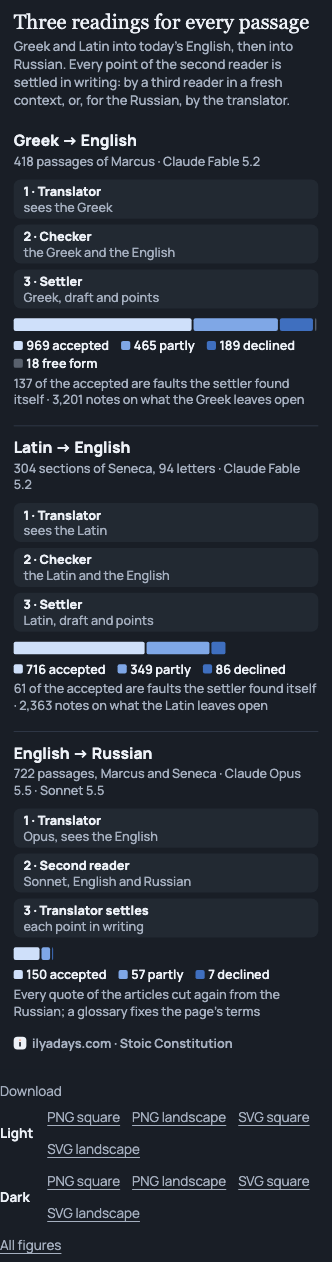 Three readings for every passage
Greek and Latin into today's English, then into
Russian. Every point of the second reader is
settled in writing: by a third reader in a fresh
context, or, for the Russian, by the translator.
Greek → English
418 passages of Marcus · Claude Fable 5.2
1 · Translator
sees the Greek
2 · Checker
the Greek and the English
3 · Settler
Greek, draft and points
969 accepted 465 partly 189 declined
18 free form
137 of the accepted are faults the settler found
itself · 3,201 notes on what the Greek leaves open
Latin → English
304 sections of Seneca, 94 letters · Claude Fable
5.2
1 · Translator
sees the Latin
2 · Checker
the Latin and the English
3 · Settler
Latin, draft and points
716 accepted 349 partly 86 declined
61 of the accepted are faults the settler found itself
· 2,363 notes on what the Latin leaves open
English → Russian
722 passages, Marcus and Seneca · Claude Opus
5.5 · Sonnet 5.5
1 · Translator
Opus, sees the English
2 · Second reader
Sonnet, English and Russian
3 · Translator settles
each point in writing
150 accepted 57 partly 7 declined
Every quote of the articles cut again from the
Russian; a glossary fixes the page's terms
ilyadays.com · Stoic Constitution
Download
Light
PNG square PNG landscape SVG square
SVG landscape
Dark
PNG square PNG landscape SVG square
SVG landscape
All figures